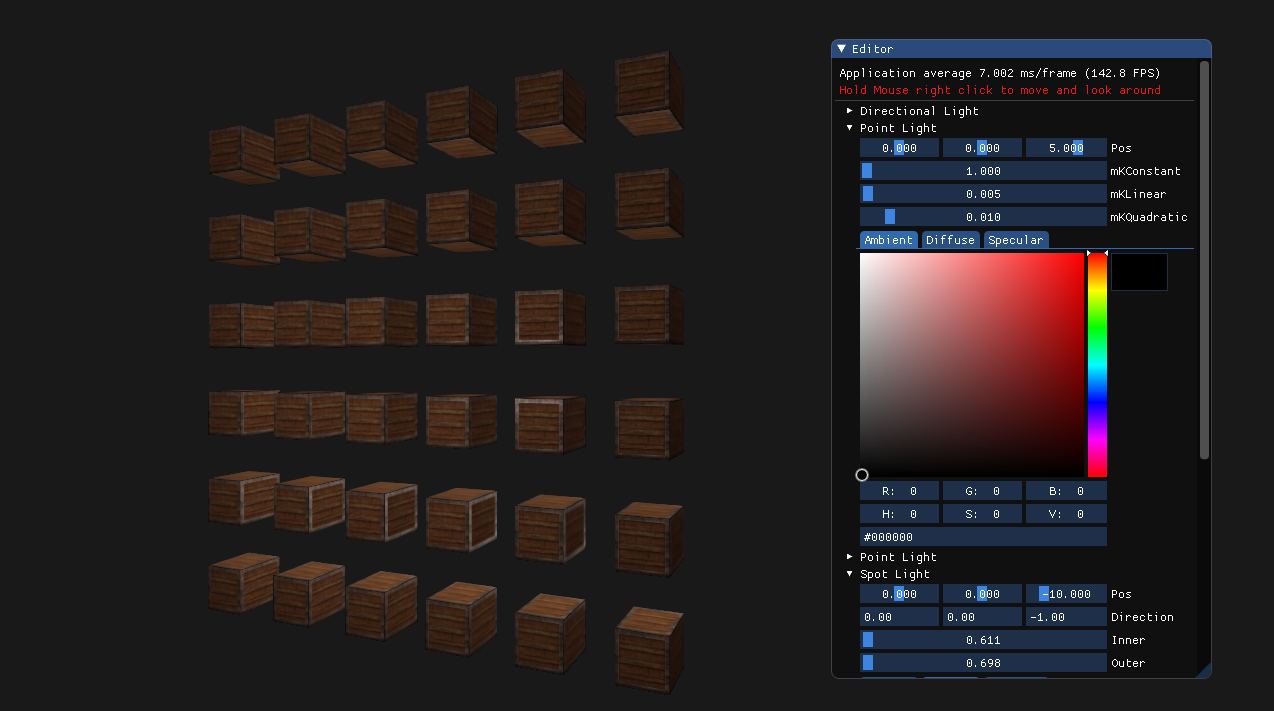 Editor
Application average 7.002 ms/frame (142.8 FPS)
Hold Mouse right click to move and look around
Directional Light
Point Light
0.000 0.000 5.000 Pos
1.000 mKConstant
0.005 mKLinear
0.010 mKQuadratic
Ambient Diffuse Specular
R: 0 G: 0 B: 0
H: 0 S: 0 V: 0
#000000
Point Light
Spot Light
0.000 0.000 -10.000 Pos
0.00 0.00 -1.00 Direction
0.611 Inner
0.698 Outer